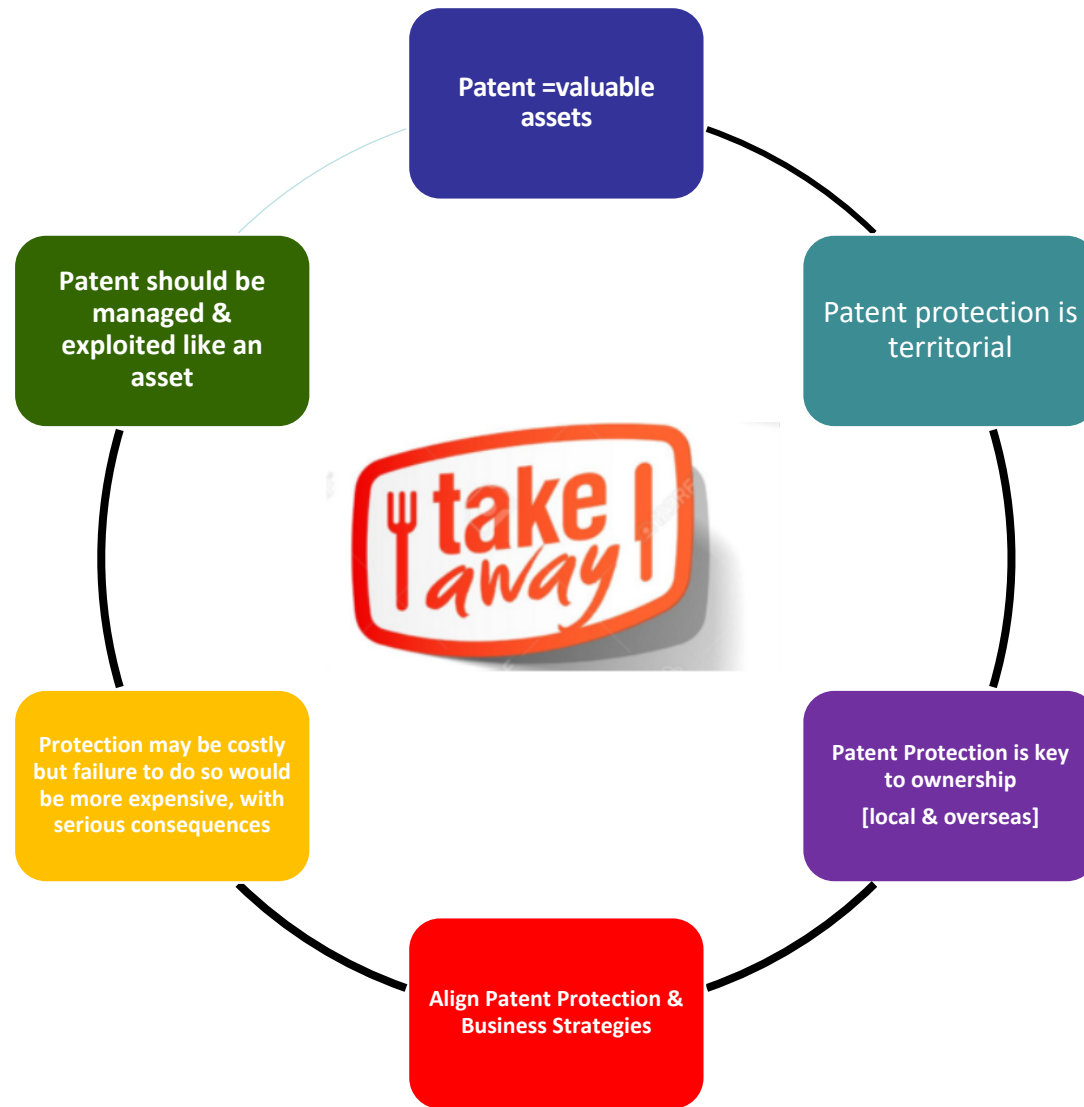 Patent =valuable
assets
Patent protection is
territorial
Patent Protection is key
to ownership
[local & overseas]
Align Patent Protection &
Business Strategies
Protection may be costly
but failure to do so would
be more expensive, with
serious consequences
Patent should be
managed &
exploited like an
asset
take
away